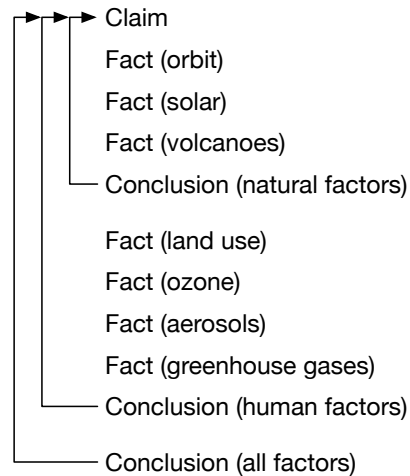 Claim
Fact (orbit)
Fact (solar)
Fact (volcanoes)
Conclusion (natural factors)
Fact (land use)
Fact (ozone)
Fact (aerosols)
Fact (greenhouse gases)
Conclusion (human factors)
Conclusion (all factors)